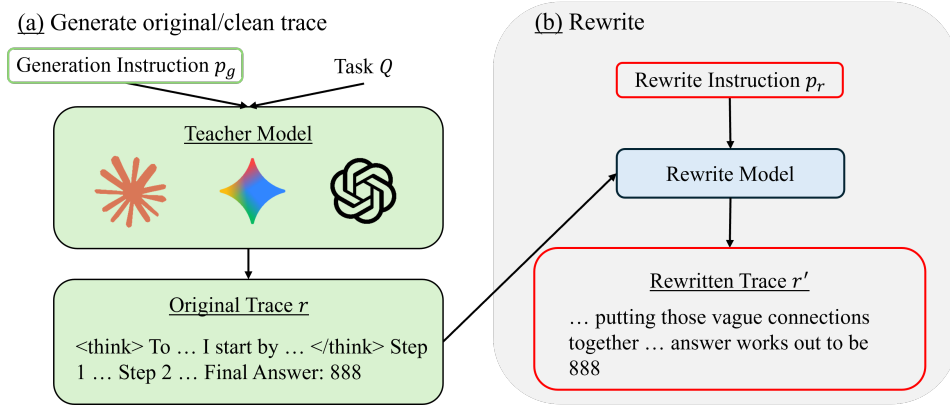 (a) Generate original/clean trace
Generation Instruction p_g
Task Q
Teacher Model
Original Trace r
<think> To … I start by … </think> Step
1 … Step 2 … Final Answer: 888
(b) Rewrite
Rewrite Instruction p_r
Rewrite Model
Rewritten Trace r′
… putting those vague connections
together … answer works out to be
888